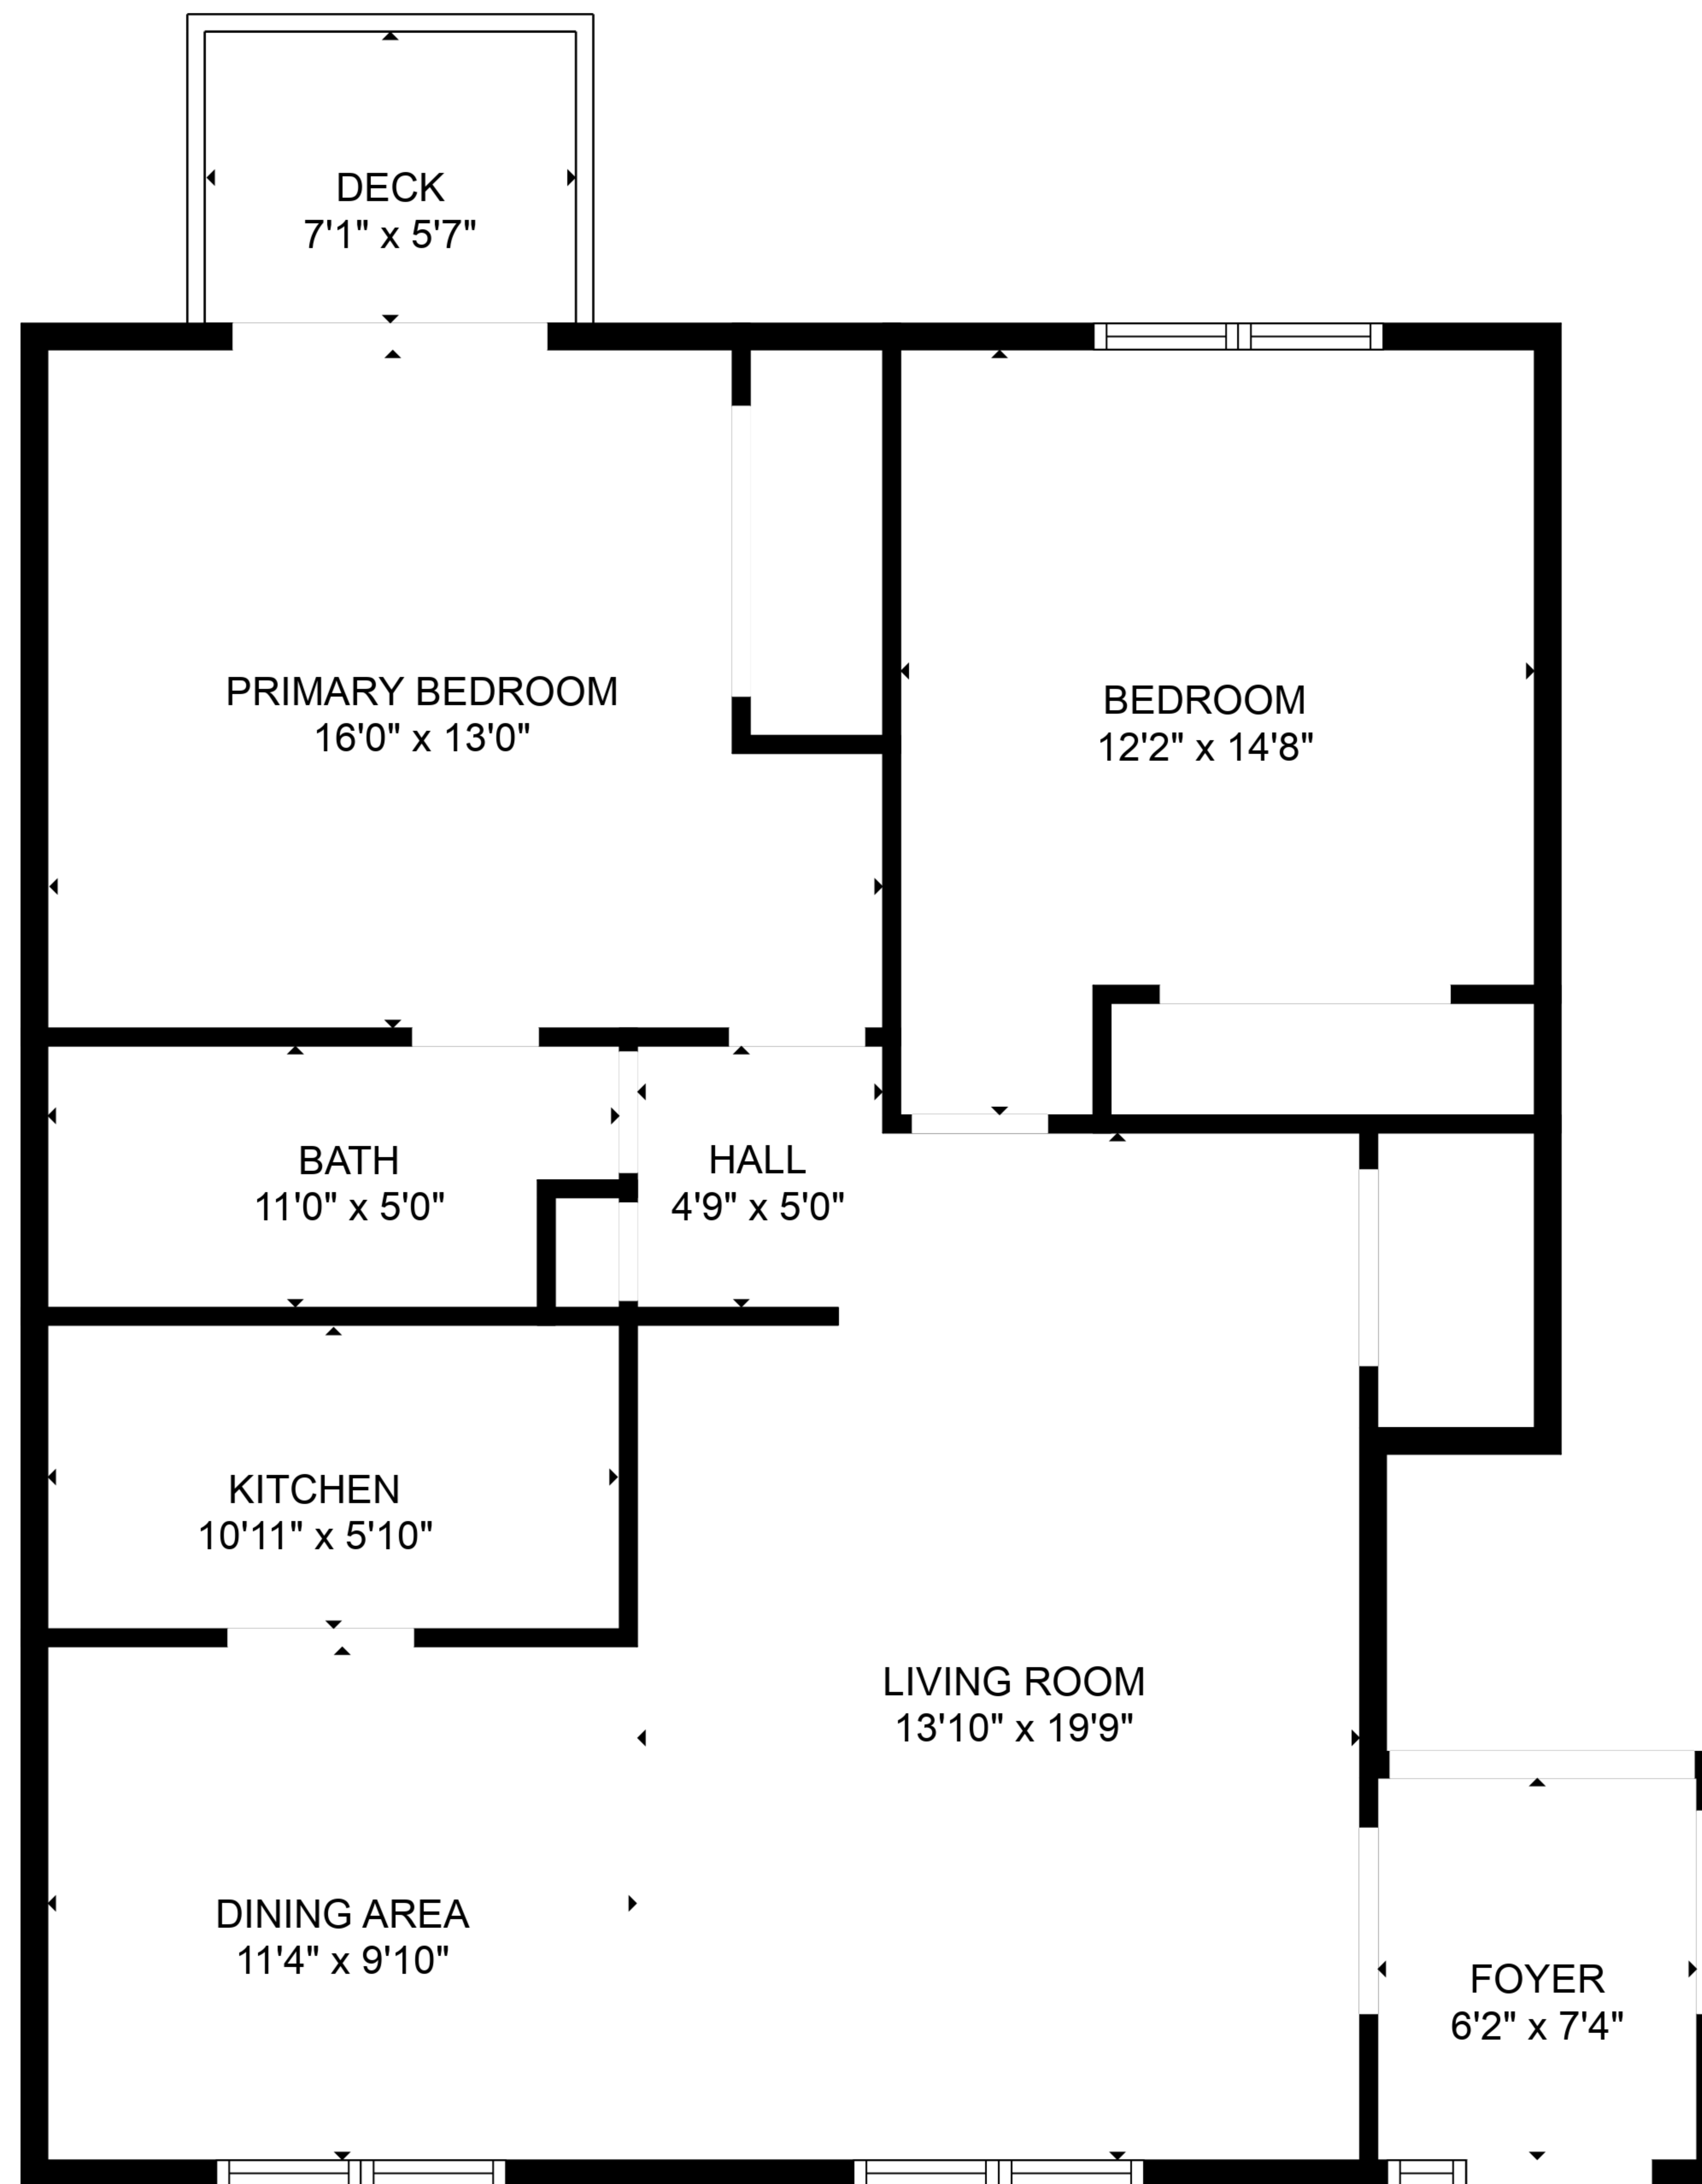 DECK
7'1" x 5'7"
PRIMARY BEDROOM
16'0" x 13'0"
BEDROOM
12'2" x 14'8"
BATH
11'0" x 5'0"
HALL
4'9" x 5'0"
KITCHEN
10'11" x 5'10"
LIVING ROOM
13'10" x 19'9"
DINING AREA
11'4" x 9'10"
FOYER
6'2" x 7'4"